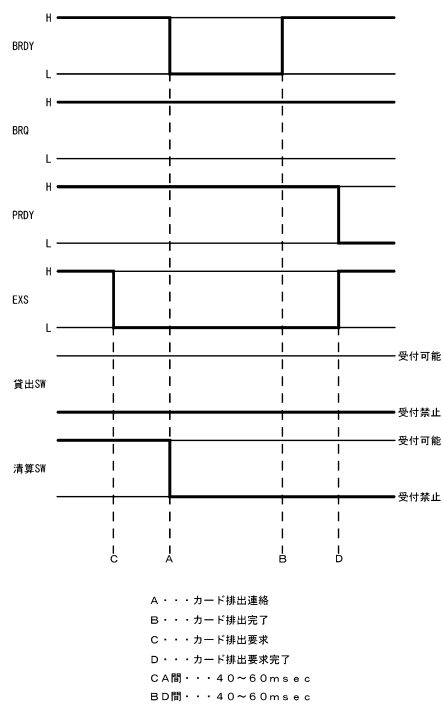 H
BRDY
L
H
BRQ
L
H
PRDY
L
H
EXS
L
受付可能
貸出SW
受付禁止
受付可能
清算SW
受付禁止
C A B D
A・・・カード排出連絡
B・・・カード排出完了
C・・・カード排出要求
D・・・カード排出要求完了
CA間・・・40~60msec
BD間・・・40~60msec